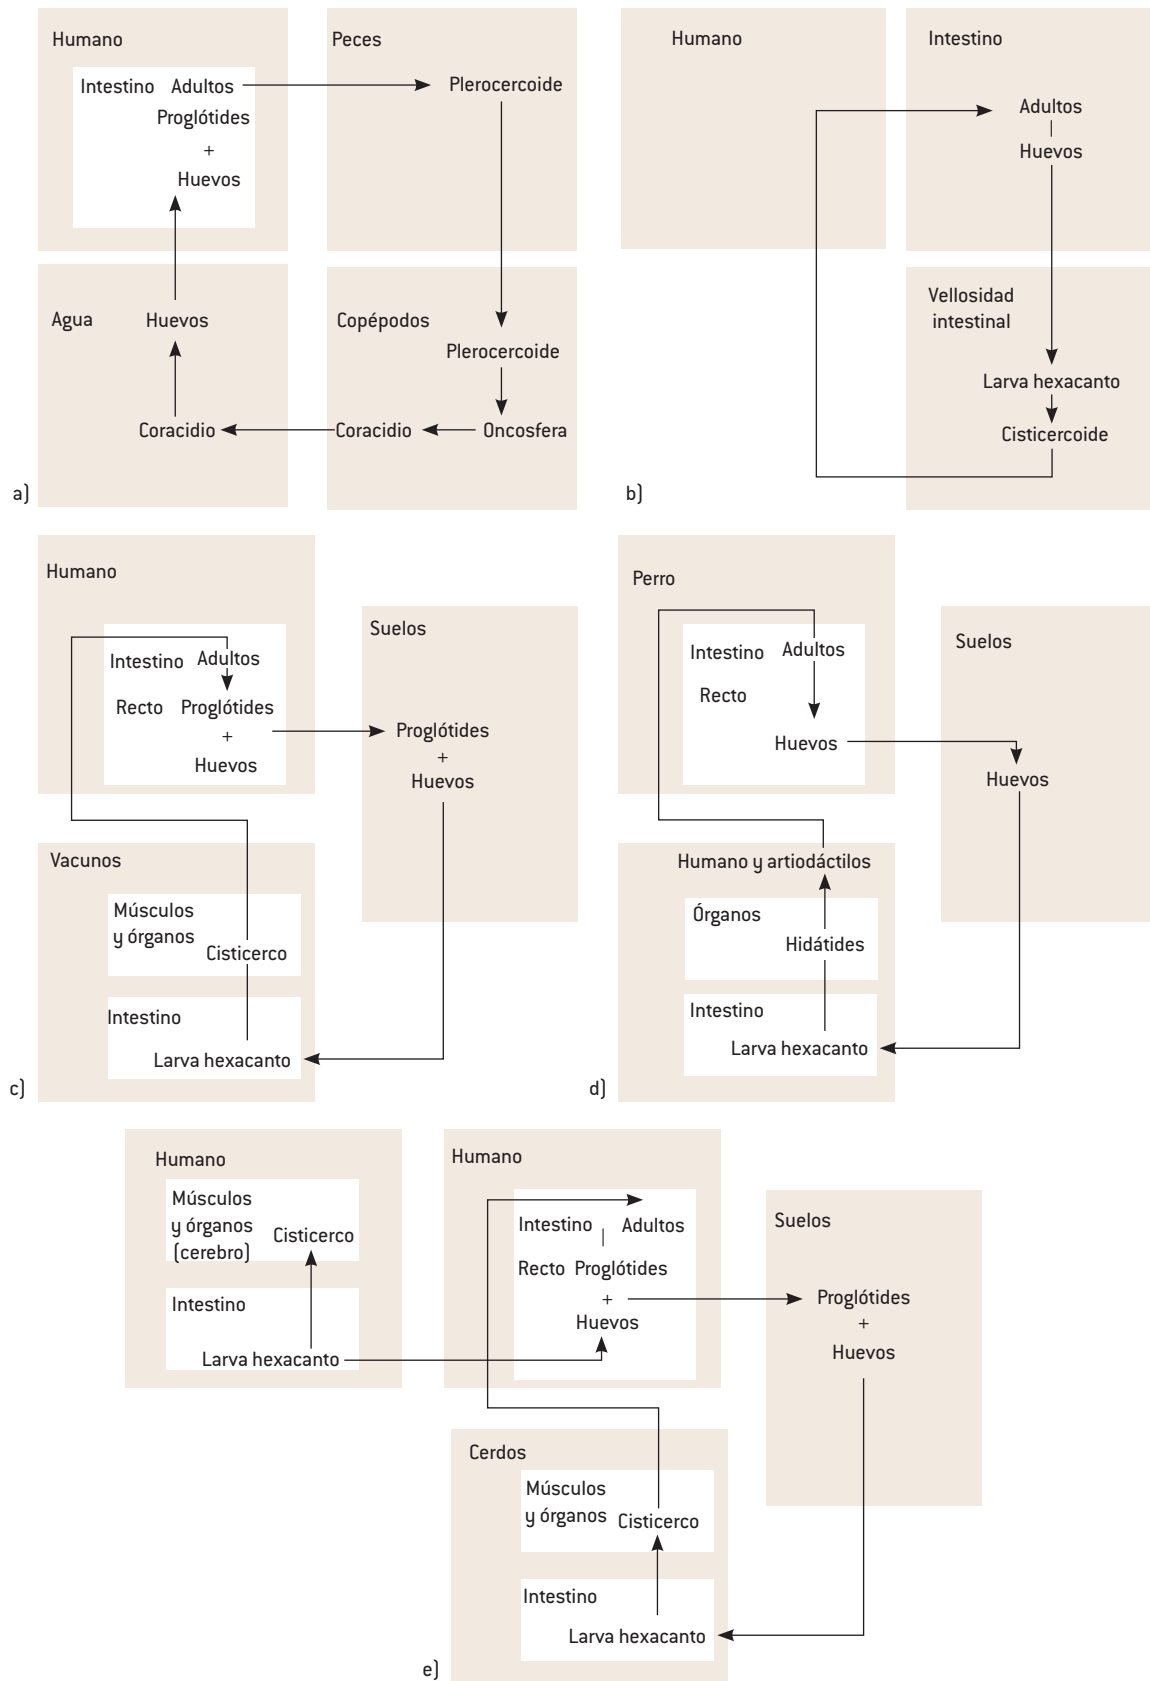 Humano
Intestino Adultos
Proglótides
+
Huevos
Peces
Plerocercoide
Agua
Huevos
Coracidio
Copépodos
Plerocercoide
Coracidio
Oncosfera
a)
Humano
Intestino
Adultos
Huevos
Vellosidad
intestinal
Larva hexacanto
Cisticercoide
b)
Humano
Intestino Adultos
Recto Proglótides
+
Huevos
Suelos
Proglótides
+
Huevos
Vacunos
Músculos
y órganos
Cisticerco
Intestino
Larva hexacanto
c)
Perro
Intestino Adultos
Recto
Huevos
Suelos
Huevos
Humano y artiodáctilos
Órganos
Hidátides
Intestino
Larva hexacanto
d)
Humano
Músculos
y órganos
(cerebro)
Cisticerco
Intestino
Larva hexacanto
Humano
Intestino Adultos
Recto Proglótides
+
Huevos
Suelos
Proglótides
+
Huevos
Cerdos
Músculos
y órganos
Cisticerco
Intestino
Larva hexacanto
e)